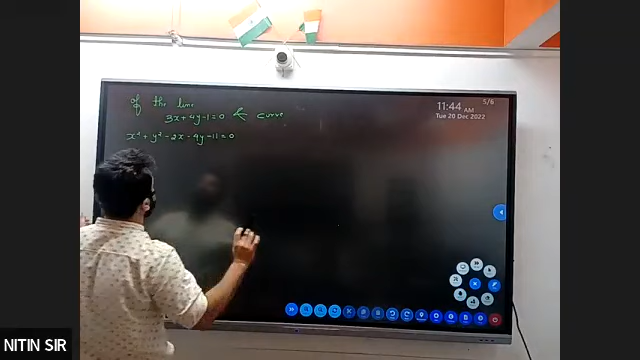 of the line
3x + 4y - 1 = 0 & curve
x² + y² - 2x - 4y - 11 = 0
11:44 AM
Tue 20 Dec 2022
5/6
NITIN SIR